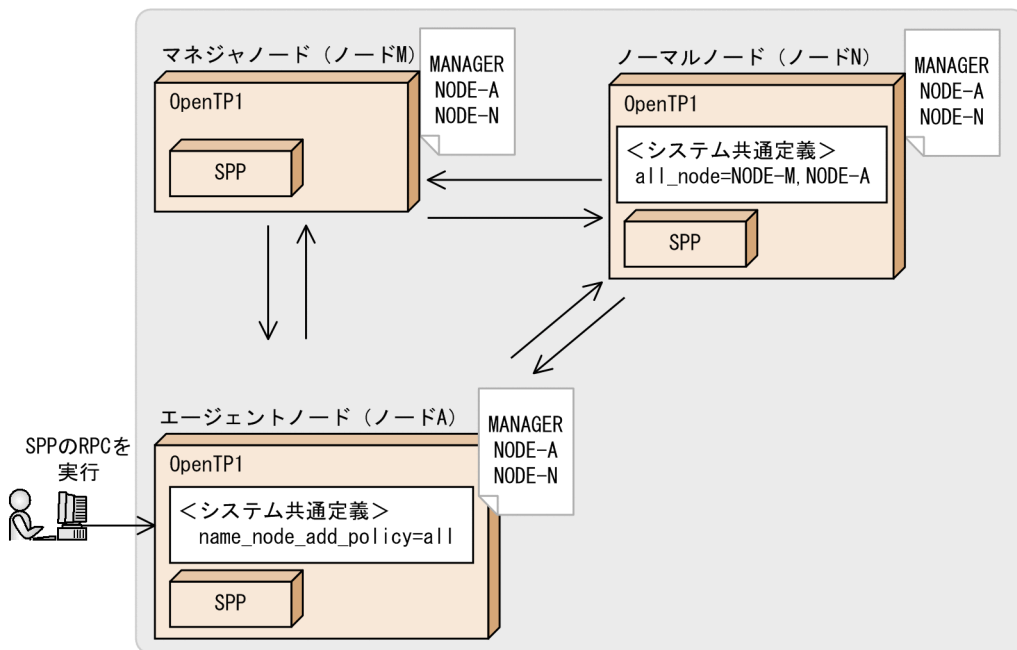 マネジャノード（ノードM）
MANAGER
NODE-A
NODE-N
OpenTP1
SPP
ノーマルノード（ノードN）
MANAGER
NODE-A
NODE-N
OpenTP1
＜システム共通定義＞
all_node=NODE-M,NODE-A
SPP
エージェントノード（ノードA）
MANAGER
NODE-A
NODE-N
SPPのRPCを
実行
OpenTP1
＜システム共通定義＞
name_node_add_policy=all
SPP